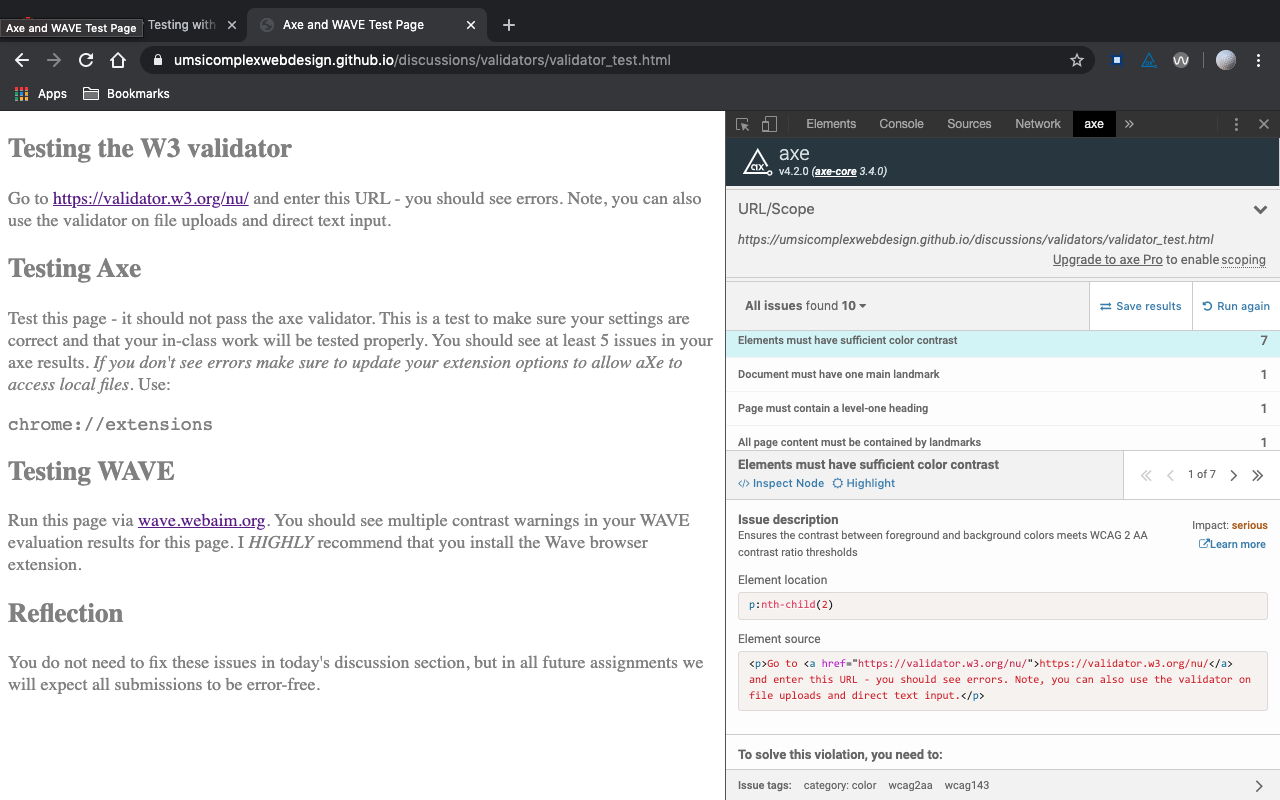 Axe and WAVE Test Page
Testing with
Axe and WAVE Test Page
umsicomplexwebdesign.github.io/discussions/validators/validator_test.html
Apps
Bookmarks
Testing the W3 validator
Go to https://validator.w3.org/nu/ and enter this URL - you should see errors. Note, you can also
use the validator on file uploads and direct text input.
Testing Axe
Test this page - it should not pass the axe validator. This is a test to make sure your settings are
correct and that your in-class work will be tested properly. You should see at least 5 issues in your
axe results. If you don't see errors make sure to update your extension options to allow aXe to
access local files. Use:
chrome://extensions
Testing WAVE
Run this page via wave.webaim.org. You should see multiple contrast warnings in your WAVE
evaluation results for this page. I HIGHLY recommend that you install the Wave browser
extension.
Reflection
You do not need to fix these issues in today's discussion section, but in all future assignments we
will expect all submissions to be error-free.
Elements Console Sources Network axe »
axe
v4.2.0 (axe-core 3.4.0)
URL/Scope
https://umsicomplexwebdesign.github.io/discussions/validators/validator_test.html
Upgrade to axe Pro to enable scoping
All issues found 10
Save results
Run again
Elements must have sufficient color contrast 7
Document must have one main landmark 1
Page must contain a level-one heading 1
All page content must be contained by landmarks 1
Elements must have sufficient color contrast
</> Inspect Node Highlight
1 of 7
Issue description
Ensures the contrast between foreground and background colors meets WCAG 2 AA
contrast ratio thresholds
Impact: serious
Learn more
Element location
p:nth-child(2)
Element source
<p>Go to <a href="https://validator.w3.org/nu/">https://validator.w3.org/nu/</a>
and enter this URL - you should see errors. Note, you can also use the validator on
file uploads and direct text input.</p>
To solve this violation, you need to:
Issue tags: category: color wcag2aa wcag143